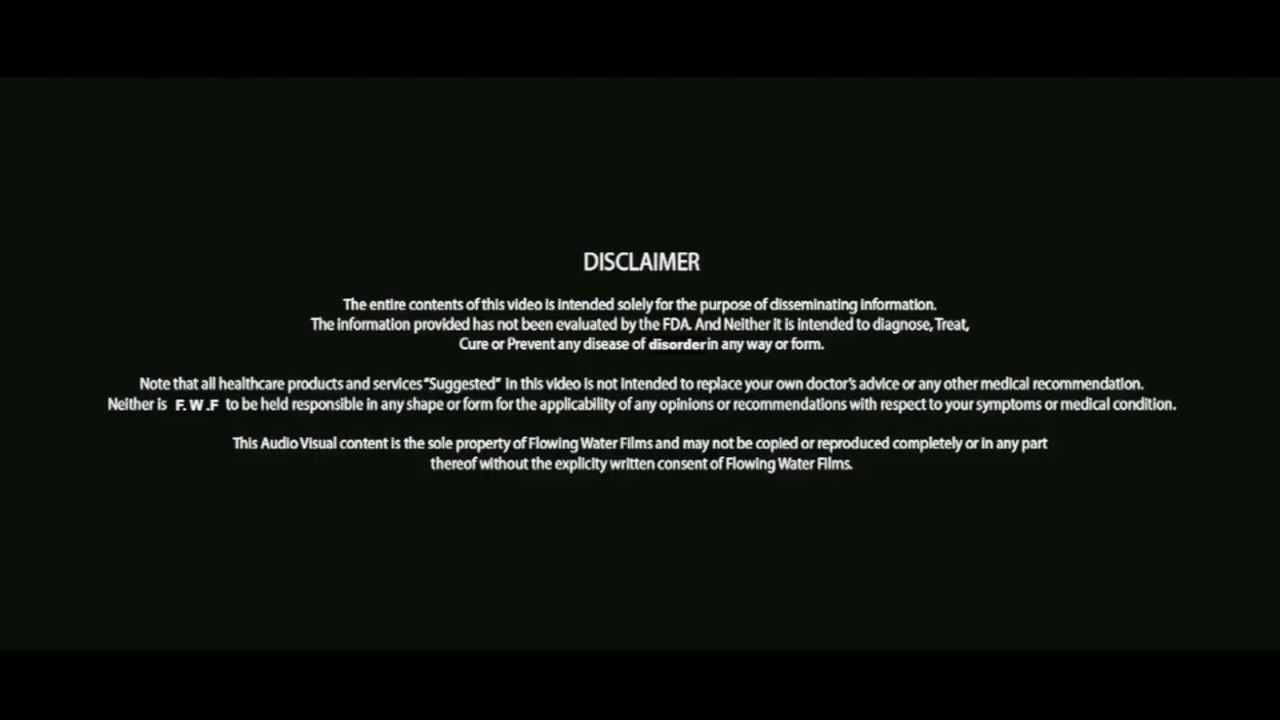 DISCLAIMER
The entire contents of this video is intended solely for the purpose of disseminating information.
The information provided has not been evaluated by the FDA. And Neither it is intended to diagnose, Treat,
Cure or Prevent any disease of disorder in any way or form.
Note that all healthcare products and services "Suggested" in this video is not intended to replace your own doctor's advice or any other medical recommendation.
Neither is F.W.F to be held responsible in any shape or form for the applicability of any opinions or recommendations with respect to your symptoms or medical condition.
This Audio Visual content is the sole property of Flowing Water Films and may not be copied or reproduced completely or in any part
thereof without the explicity written consent of Flowing Water Films.